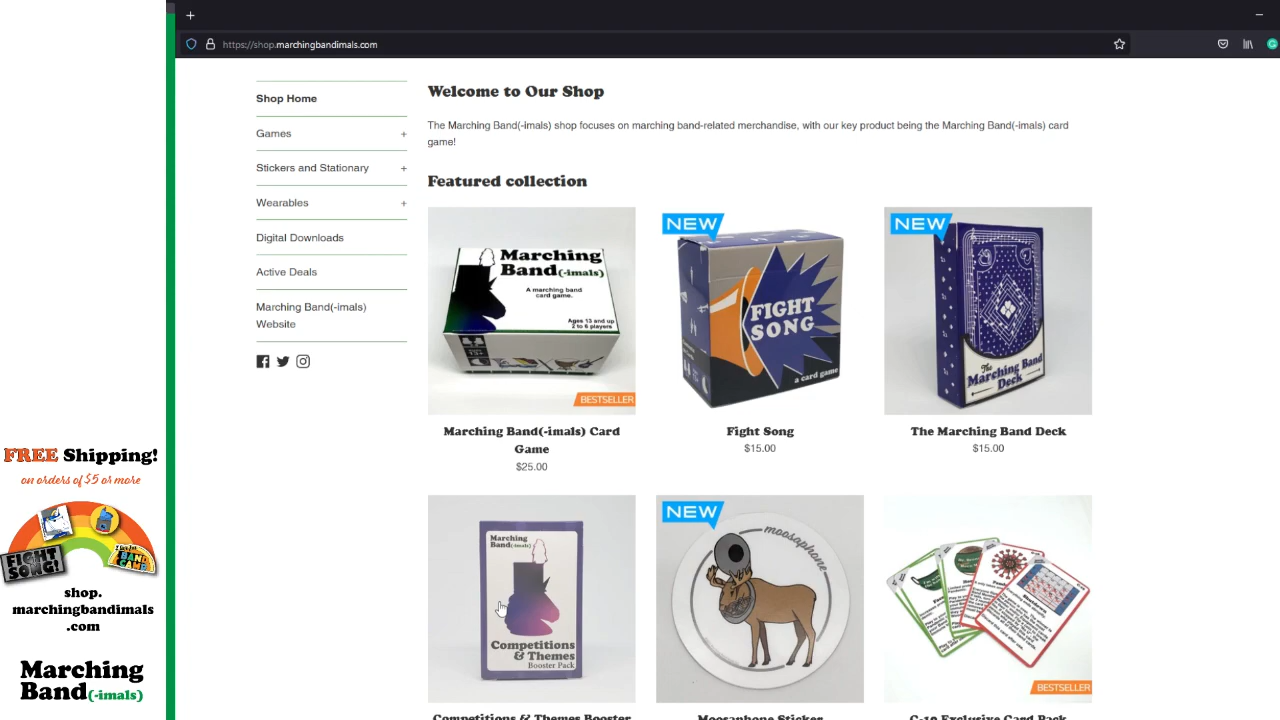 https://shop.marchingbandimals.com
Shop Home
Games +
Stickers and Stationary +
Wearables +
Digital Downloads
Active Deals
Marching Band(-imals)
Website
Welcome to Our Shop
The Marching Band(-imals) shop focuses on marching band-related merchandise, with our key product being the Marching Band(-imals) card
game!
Featured collection
Marching
Band(-imals)
A marching band
card game.
Ages 13 and up
2 to 6 players
13+
BESTSELLER
Marching Band(-imals) Card
Game
$25.00
NEW
FIGHT
SONG
a card game
Fight Song
$15.00
NEW
The
Marching Band
Deck
The Marching Band Deck
$15.00
Marching
Band(-imals)
Competitions
& Themes
Booster Pack
Competitions & Themes Booster
NEW
moosaphone
Moosaphone Sticker
BESTSELLER
C-19 Exclusive Card Pack
FREE Shipping!
on orders of $5 or more
FIGHT
SONG!
BAND
CAMP
shop.
marchingbandimals
.com
Marching
Band(-imals)